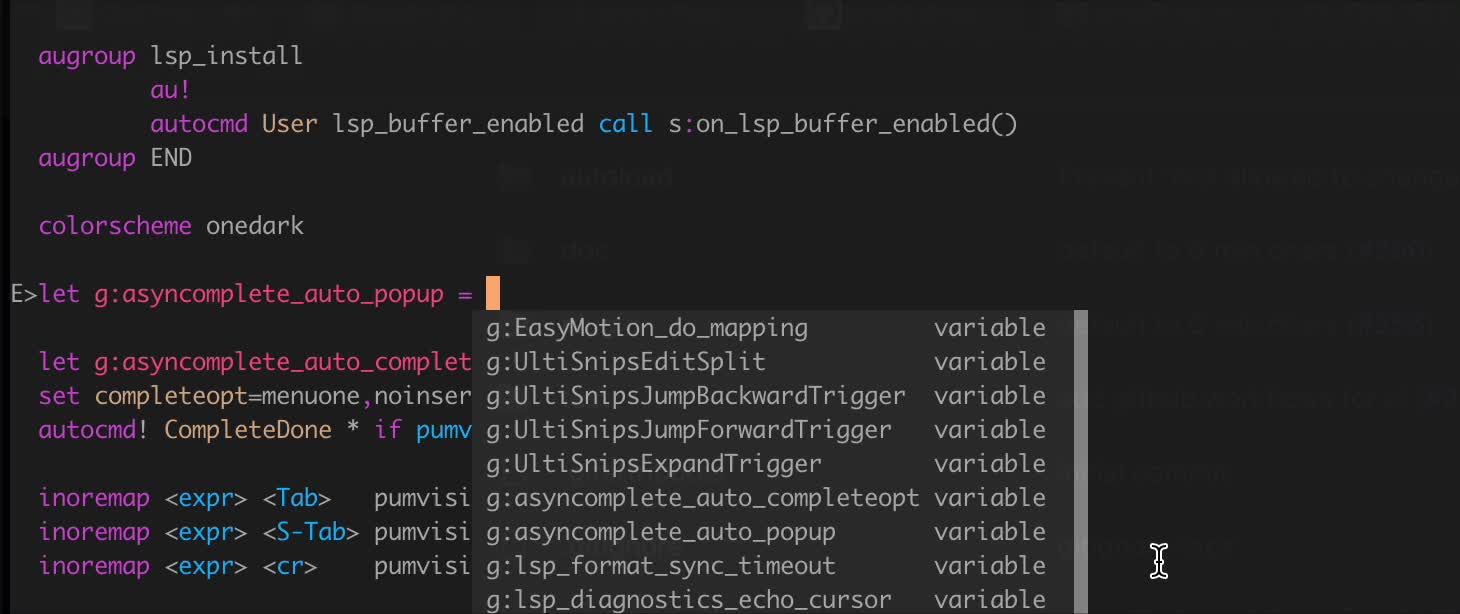 augroup lsp_install
au!
autocmd User lsp_buffer_enabled call s:on_lsp_buffer_enabled()
augroup END
colorscheme onedark
E>let g:asyncomplete_auto_popup =
g:EasyMotion_do_mapping variable
let g:asyncomplete_auto_complet g:UltiSnipsEditSplit variable
set completeopt=menuone,noinser g:UltiSnipsJumpBackwardTrigger variable
autocmd! CompleteDone * if pumv g:UltiSnipsJumpForwardTrigger variable
g:UltiSnipsExpandTrigger variable
inoremap <expr> <Tab> pumvisi g:asyncomplete_auto_completeopt variable
inoremap <expr> <S-Tab> pumvisi g:asyncomplete_auto_popup variable
inoremap <expr> <cr> pumvisi g:lsp_format_sync_timeout variable
g:lsp_diagnostics_echo_cursor variable